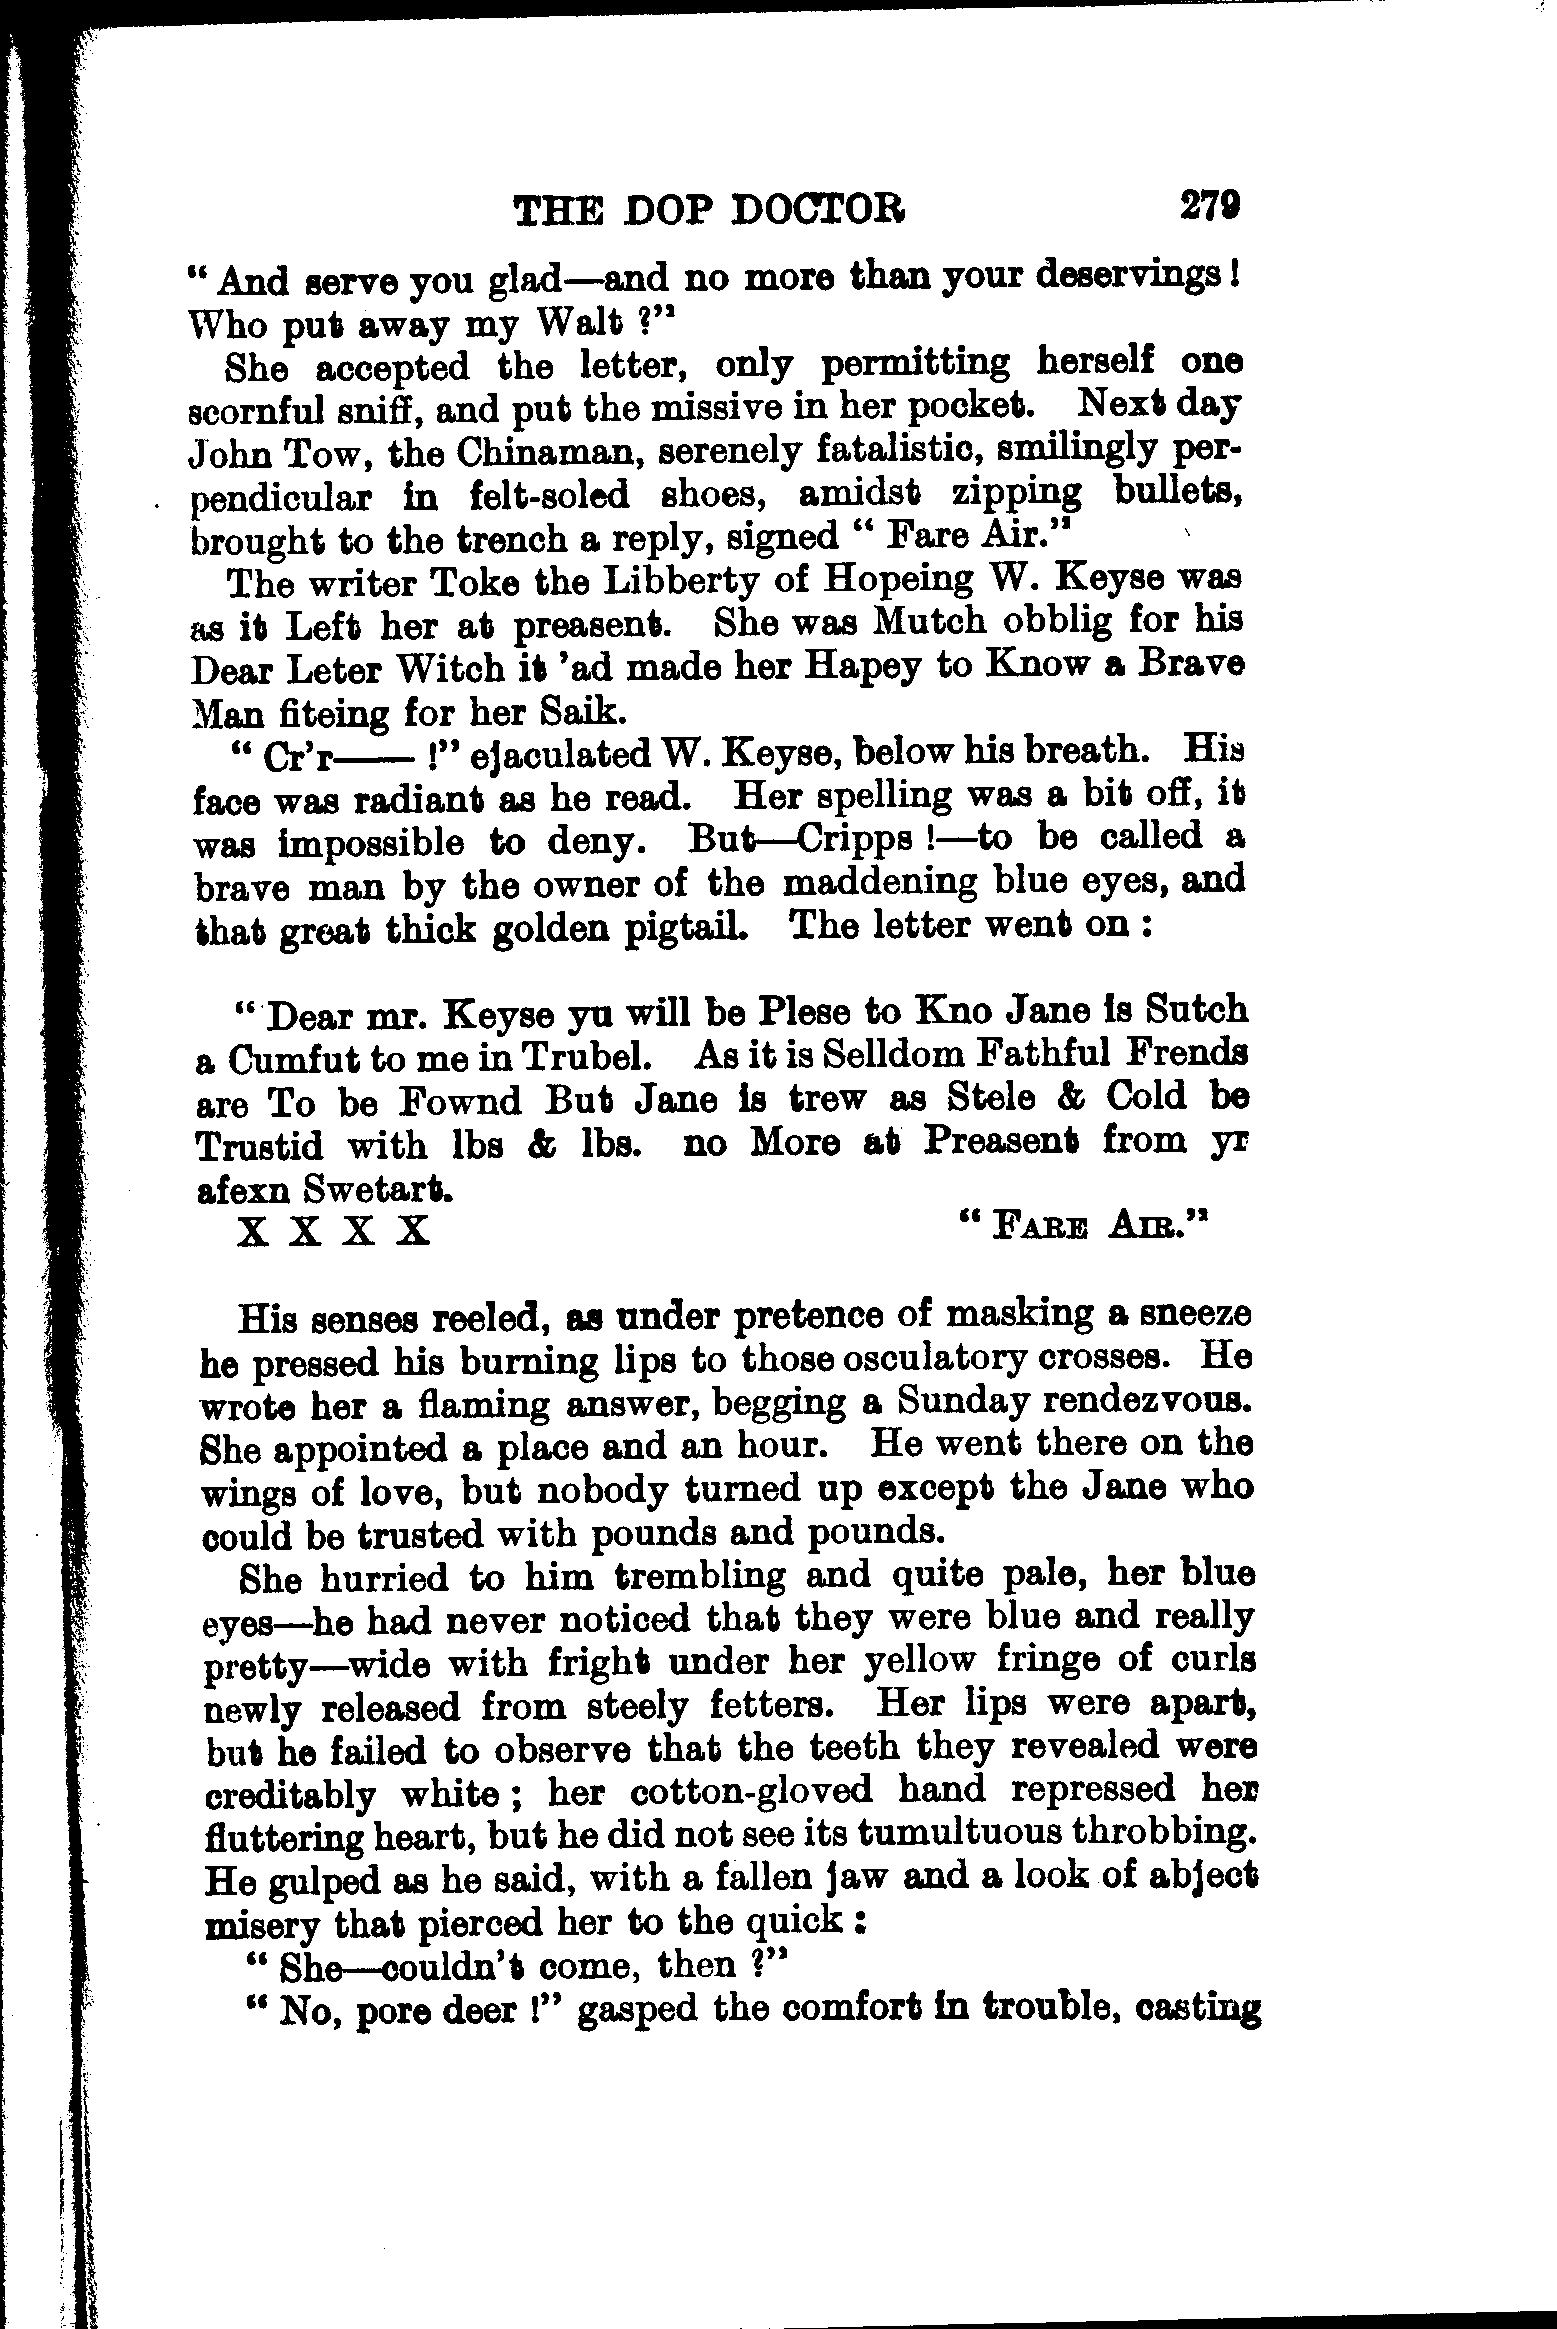 THE DOP DOCTOR 279
“ And serve you glad—and no more than your deservings !
Who put away my Walt ?”
She accepted the letter, only permitting herself one
scornful sniff, and put the missive in her pocket. Next day
John Tow, the Chinaman, serenely fatalistic, smilingly per-
pendicular in felt-soled shoes, amidst zipping bullets,
brought to the trench a reply, signed “ Fare Air.”
The writer Toke the Libberty of Hopeing W. Keyse was
as it Left her at preasent. She was Mutch obblig for his
Dear Leter Witch it ’ad made her Hapey to Know a Brave
Man fiteing for her Saik.
“ Cr’r—— !” ejaculated W. Keyse, below his breath. His
face was radiant as he read. Her spelling was a bit off, it
was impossible to deny. But—Cripps !—to be called a
brave man by the owner of the maddening blue eyes, and
that great thick golden pigtail. The letter went on :
“ Dear mr. Keyse yu will be Plese to Kno Jane is Sutch
a Cumfut to me in Trubel. As it is Selldom Fathful Frends
are To be Fownd But Jane is trew as Stele & Cold be
Trustid with lbs & lbs. no More at Preasent from yr
afexn Swetart.
X X X X “ FARE AIR.”
His senses reeled, as under pretence of masking a sneeze
he pressed his burning lips to those osculatory crosses. He
wrote her a flaming answer, begging a Sunday rendezvous.
She appointed a place and an hour. He went there on the
wings of love, but nobody turned up except the Jane who
could be trusted with pounds and pounds.
She hurried to him trembling and quite pale, her blue
eyes—he had never noticed that they were blue and really
pretty—wide with fright under her yellow fringe of curls
newly released from steely fetters. Her lips were apart,
but he failed to observe that the teeth they revealed were
creditably white ; her cotton-gloved hand repressed her
fluttering heart, but he did not see its tumultuous throbbing.
He gulped as he said, with a fallen jaw and a look of abject
misery that pierced her to the quick :
“ She—couldn’t come, then ?”
“ No, pore deer !” gasped the comfort in trouble, casting